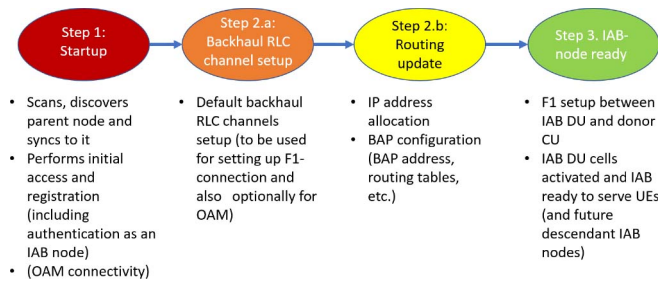 Step 1:
Startup
Step 2.a:
Backhaul RLC
channel setup
Step 2.b:
Routing
update
Step 3. IAB-
node ready
• Scans, discovers
parent node and
syncs to it
• Performs initial
access and
registration
(including
authentication as an
IAB node)
• (OAM connectivity)
• Default backhaul
RLC channels
setup (to be used
for setting up F1-
connection and
also optionally for
OAM)
• IP address
allocation
• BAP configuration
(BAP address,
routing tables,
etc.)
• F1 setup between
IAB DU and donor
CU
• IAB DU cells
activated and IAB
ready to serve UEs
(and future
descendant IAB
nodes)